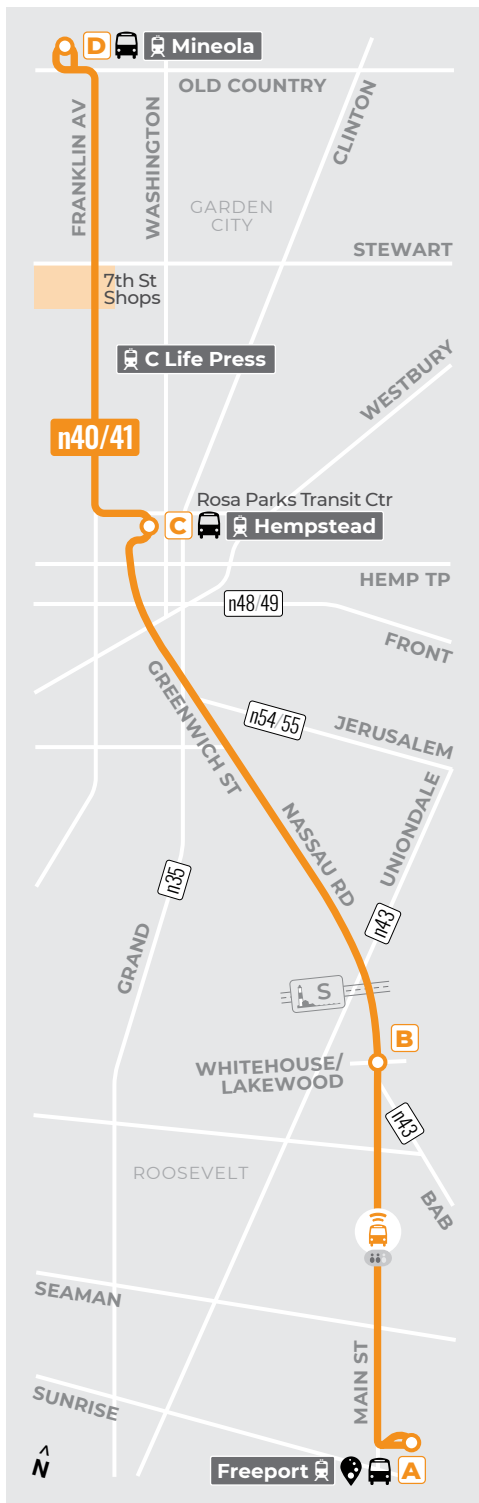 D Mineola
OLD COUNTRY
FRANKLIN AV
WASHINGTON
CLINTON
GARDEN
CITY
STEWART
7th St
Shops
C Life Press
WESTBURY
n40/41
Rosa Parks Transit Ctr
C Hempstead
HEMP TP
n48/49
FRONT
GREENWICH ST
n54/55
JERUSALEM
NASSAU RD
UNIONDALE
n35
n43
GRAND
S
B
WHITEHOUSE/
LAKEWOOD
n43
ROOSEVELT
BAB
SEAMAN
MAIN ST
SUNRISE
N
Freeport A